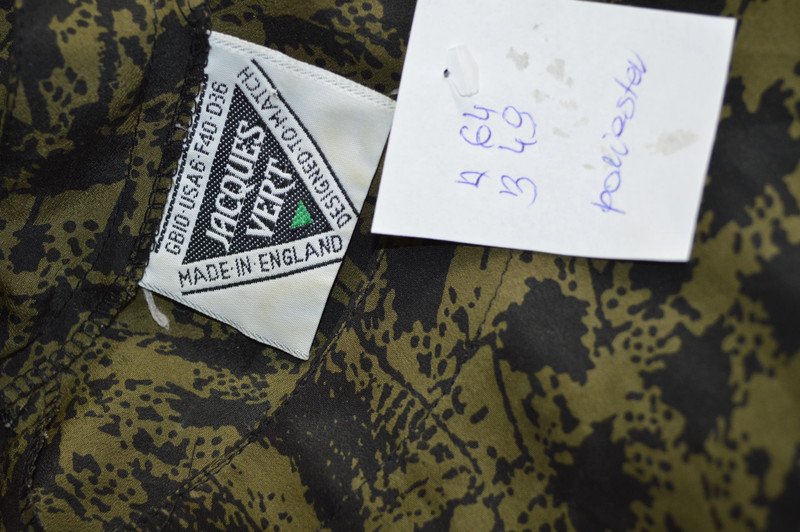 GB10·USA6·F40·D36
DESIGNED·TO·MATCH
JACQUES
VERT
MADE·IN·ENGLAND
64
49
poliester